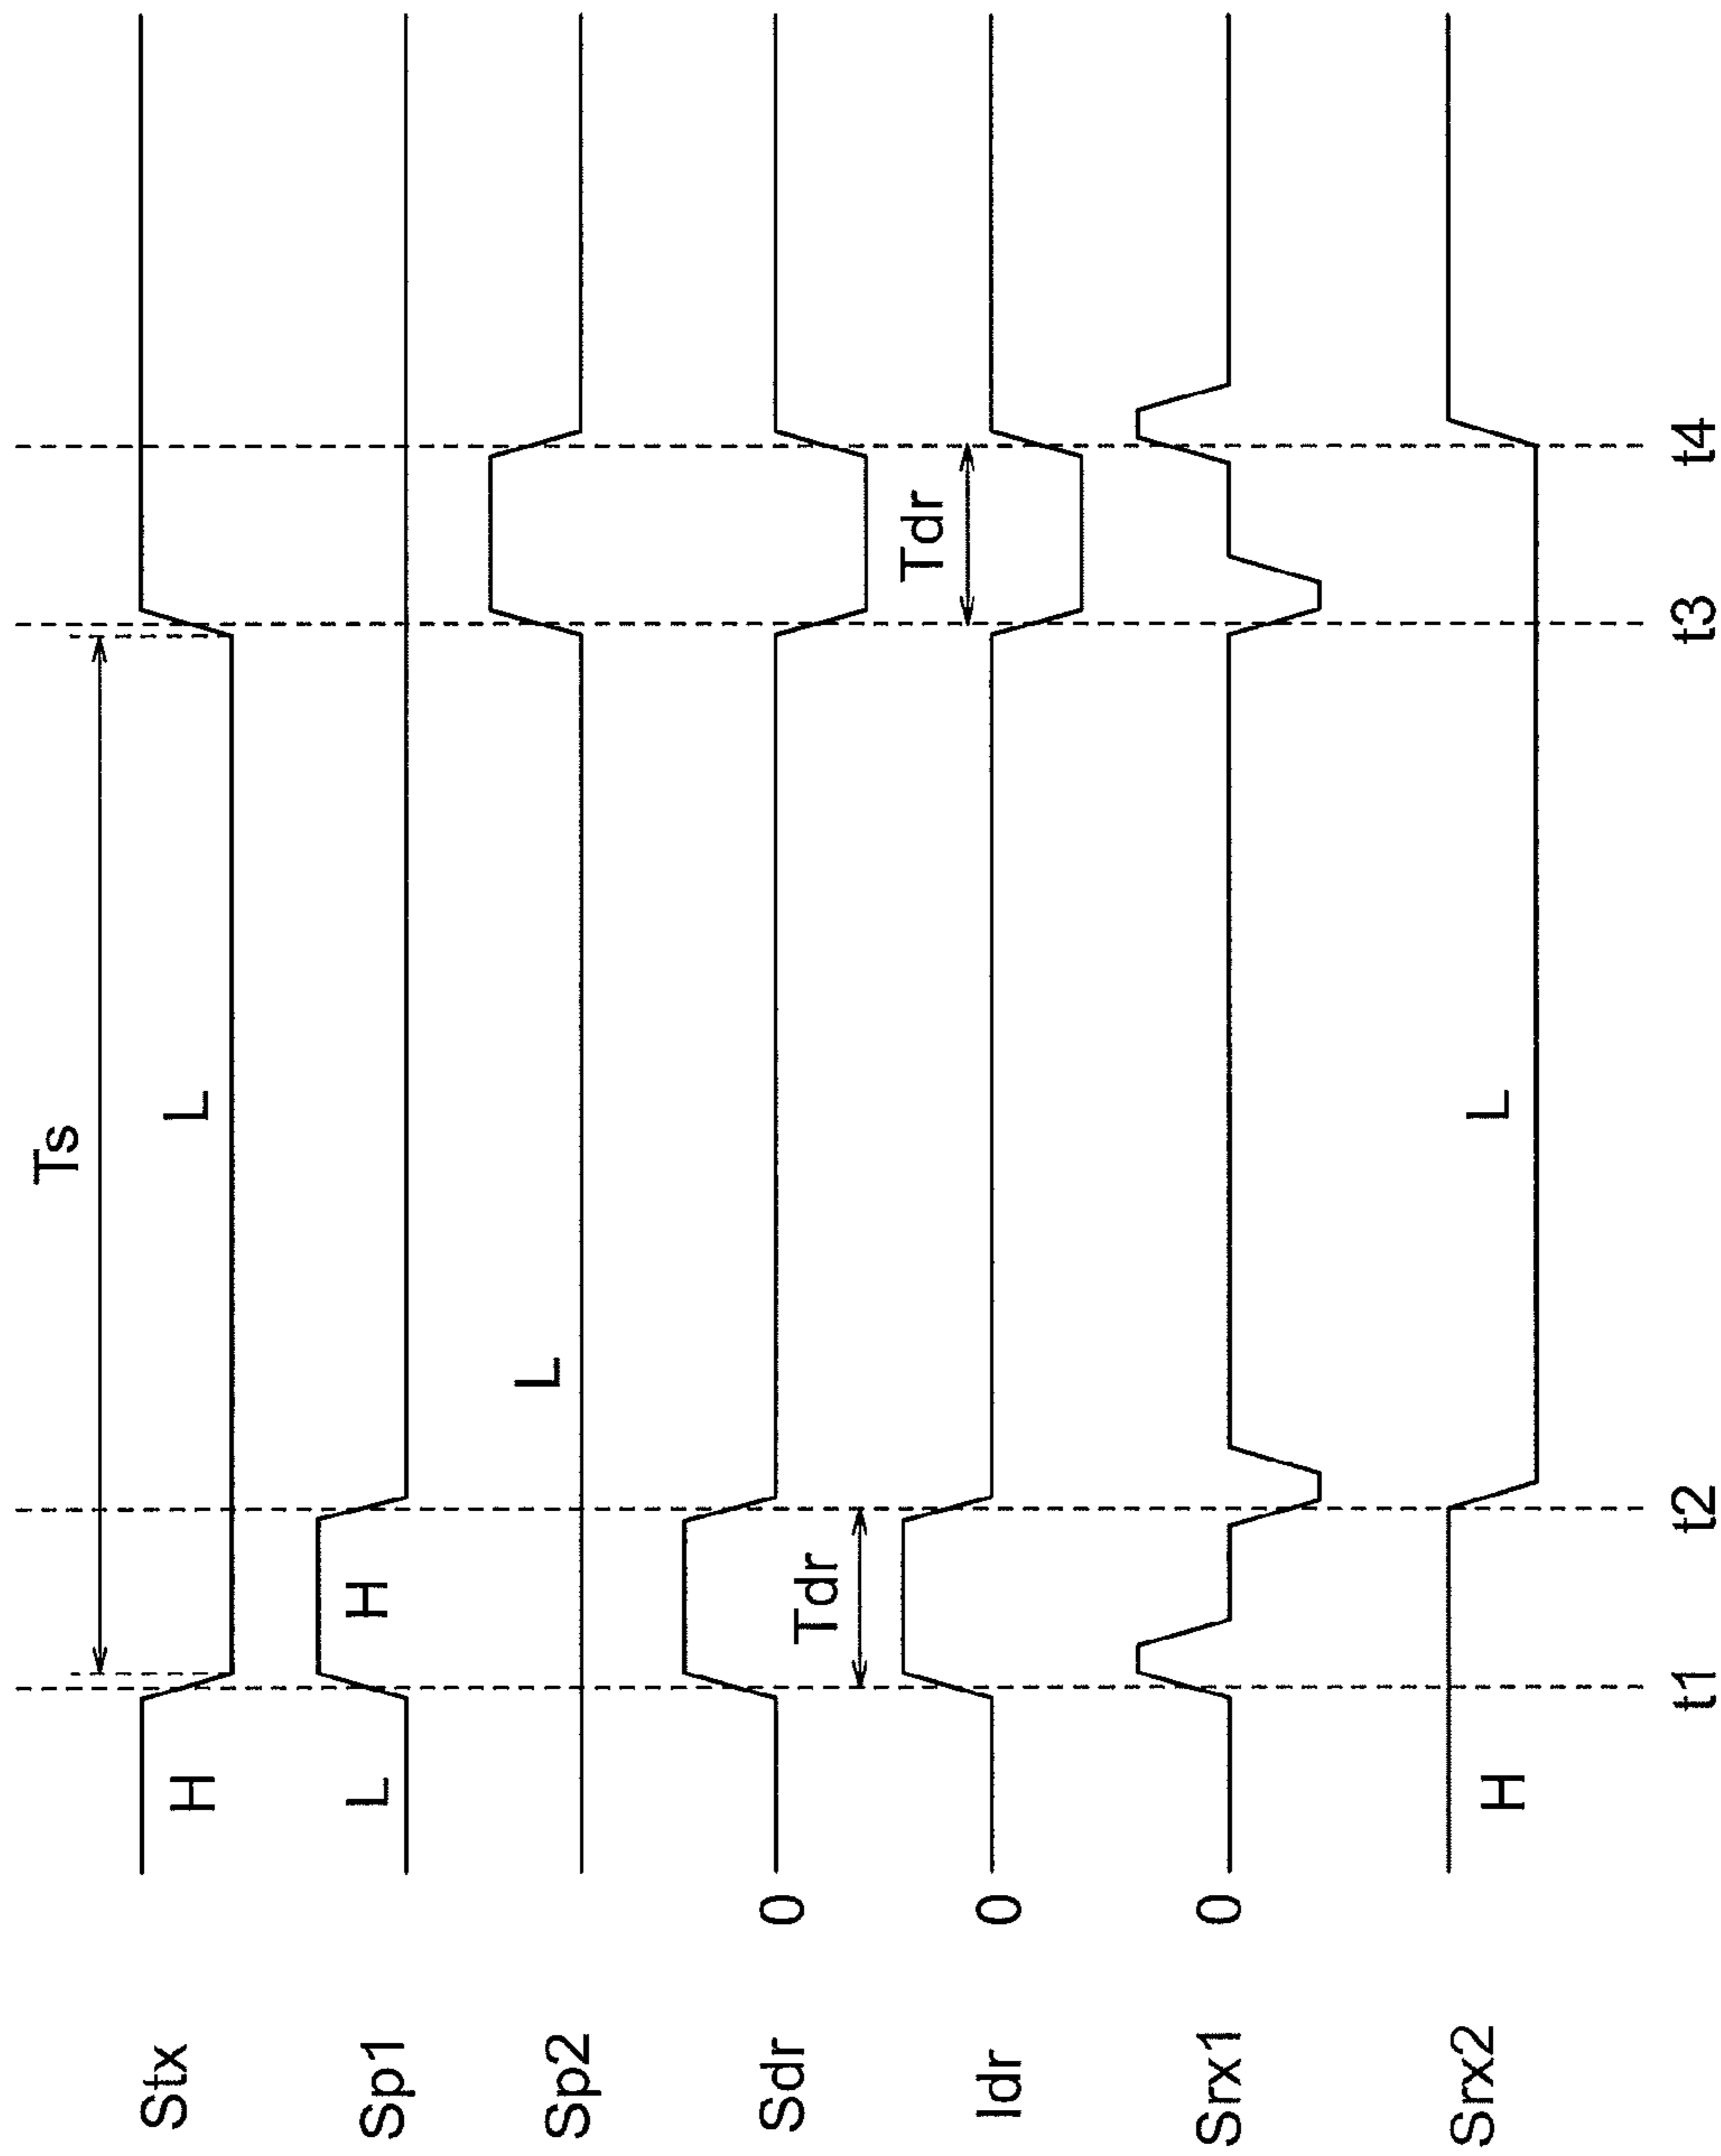 Ts
Stx
H
L
Sp1
L
H
Sp2
L
Sdr
0
Tdr
Tdr
Idr
0
Srx1
0
Srx2
H
L
t1
t2
t3
t4